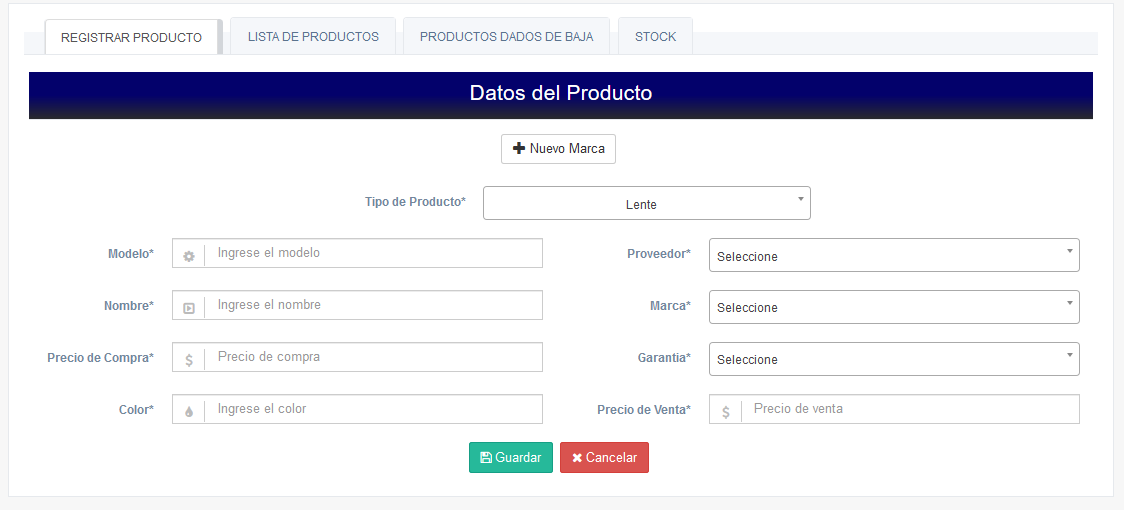 REGISTRAR PRODUCTO LISTA DE PRODUCTOS PRODUCTOS DADOS DE BAJA STOCK
Datos del Producto
Nuevo Marca
Tipo de Producto* Lente
Modelo* Ingrese el modelo Proveedor* Seleccione
Nombre* Ingrese el nombre Marca* Seleccione
Precio de Compra* $ Precio de compra Garantia* Seleccione
Color* Ingrese el color Precio de Venta* $ Precio de venta
Guardar Cancelar